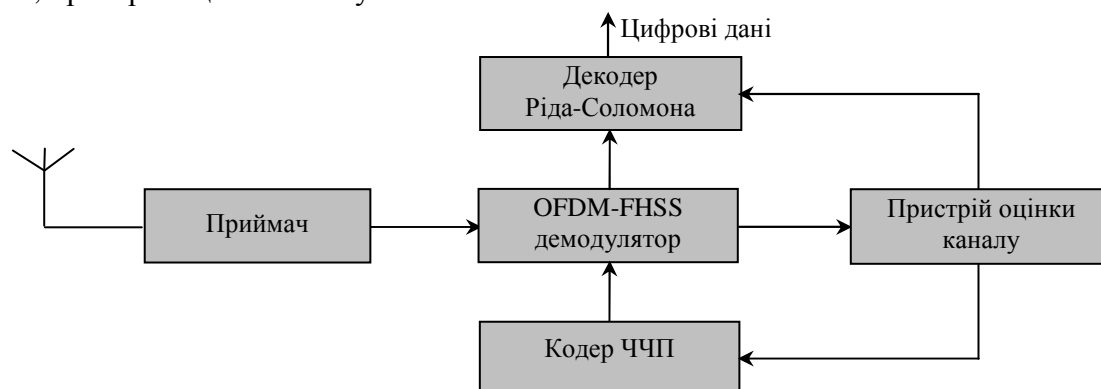 Цифрові дані
Декодер
Ріда-Соломона
Приймач
OFDM-FHSS
демодулятор
Пристрій оцінки
каналу
Кодер ЧЧП